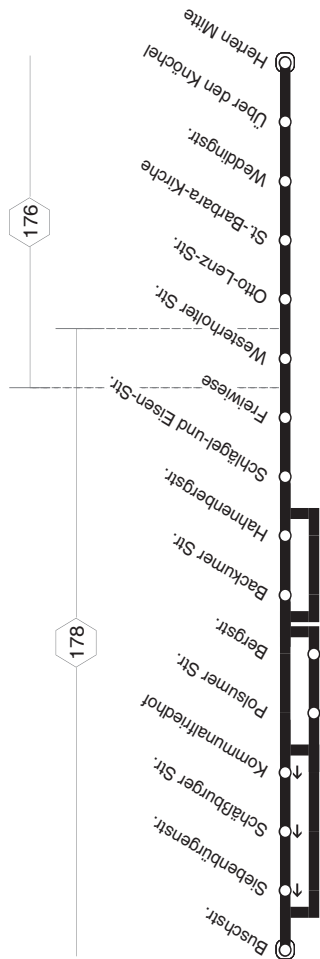 Herten Mitte
Über den Knöchel
Weddingstr.
St.-Barbara-Kirche
Otto-Lenz-Str.
Westerholter Str.
Freiwiese
Schlägel-und Eisen-Str.
Hahnenbergstr.
Backumer Str.
Bergstr.
Polsumer Str.
Kommunalfriedhof
Schäßburger Str.
Siebenbürgenstr.
Buschstr.
176
178